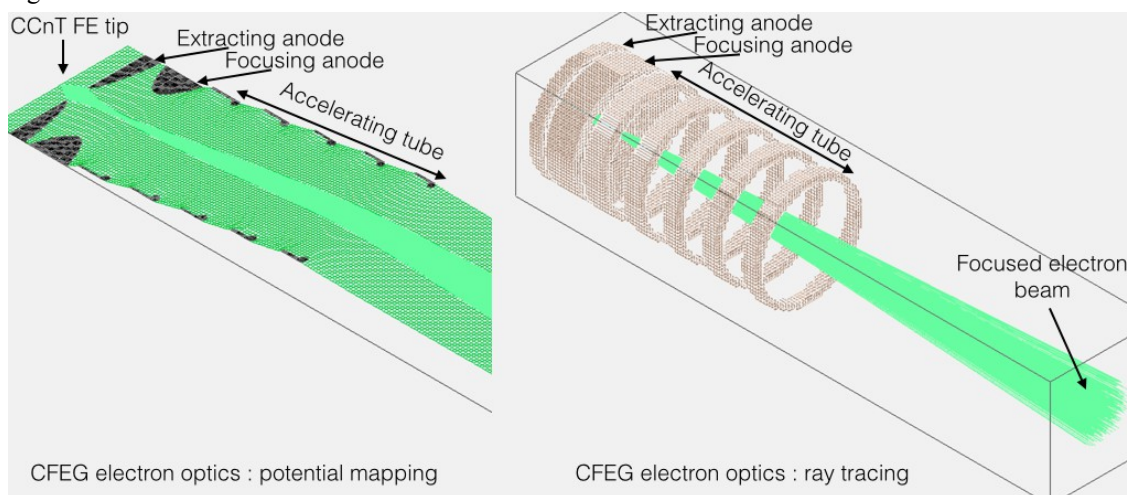 CCnT FE tip
Extracting anode
Focusing anode
Accelerating tube
CFEG electron optics : potential mapping
Extracting anode
Focusing anode
Accelerating tube
Focused electron
beam
CFEG electron optics : ray tracing